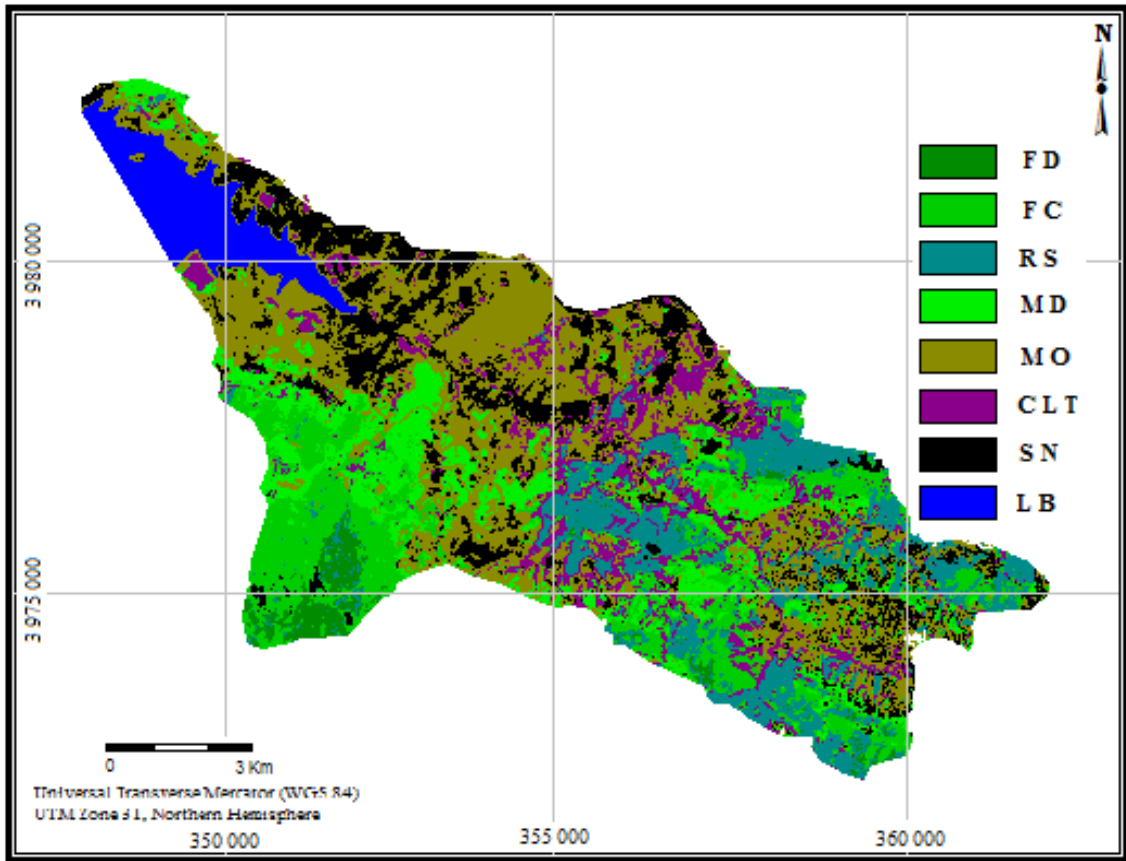 N
F D
F C
R S
M D
M O
C L T
S N
L B
3 980 000
3 975 000
0 3 Km
Universal Transverse Mercator (WGS 84)
UTM Zone 31, Northern Hemisphere
350 000 355 000 360 000